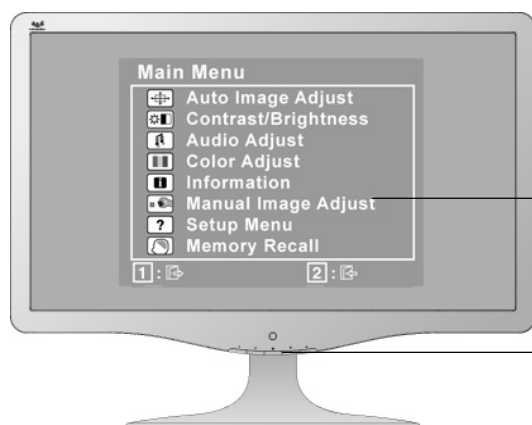 Main Menu
Auto Image Adjust
Contrast/Brightness
Audio Adjust
Color Adjust
Information
Manual Image Adjust
? Setup Menu
Memory Recall
1 : 2 :